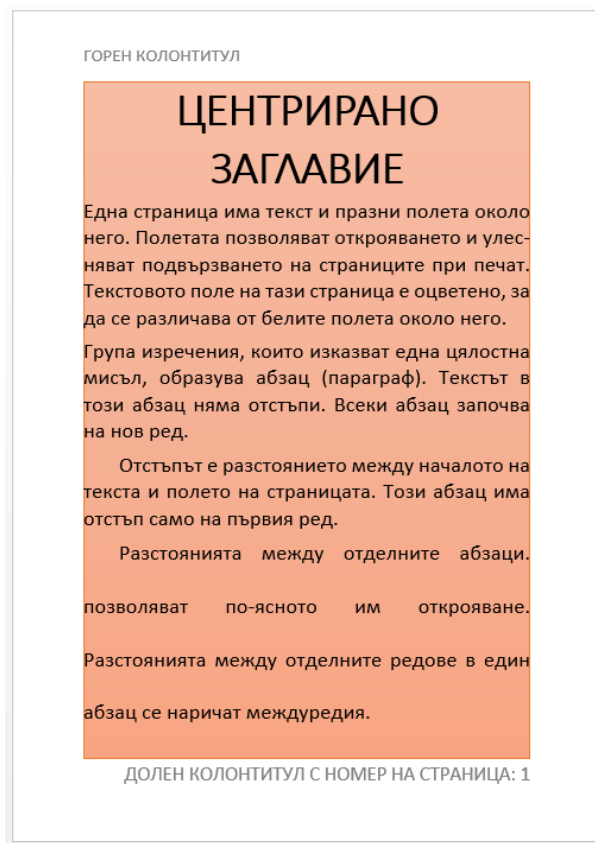 ГОРЕН КОЛОНТИТУЛ
ЦЕНТРИРАНО
ЗАГЛАВИЕ
Една страница има текст и празни полета около
него. Полетата позволяват открояването и улес-
няват подвързването на страниците при печат.
Текстовото поле на тази страница е оцветено, за
да се различава от белите полета около него.
Група изречения, които изказват една цялостна
мисъл, образува абзац (параграф). Текстът в
този абзац няма отстъпи. Всеки абзац започва
на нов ред.
Отстъпът е разстоянието между началото на
текста и полето на страницата. Този абзац има
отстъп само на първия ред.
Разстоянията между отделните абзаци.
позволяват по-ясното им открояване.
Разстоянията между отделните редове в един
абзац се наричат междуредия.
ДОЛЕН КОЛОНТИТУЛ С НОМЕР НА СТРАНИЦА: 1